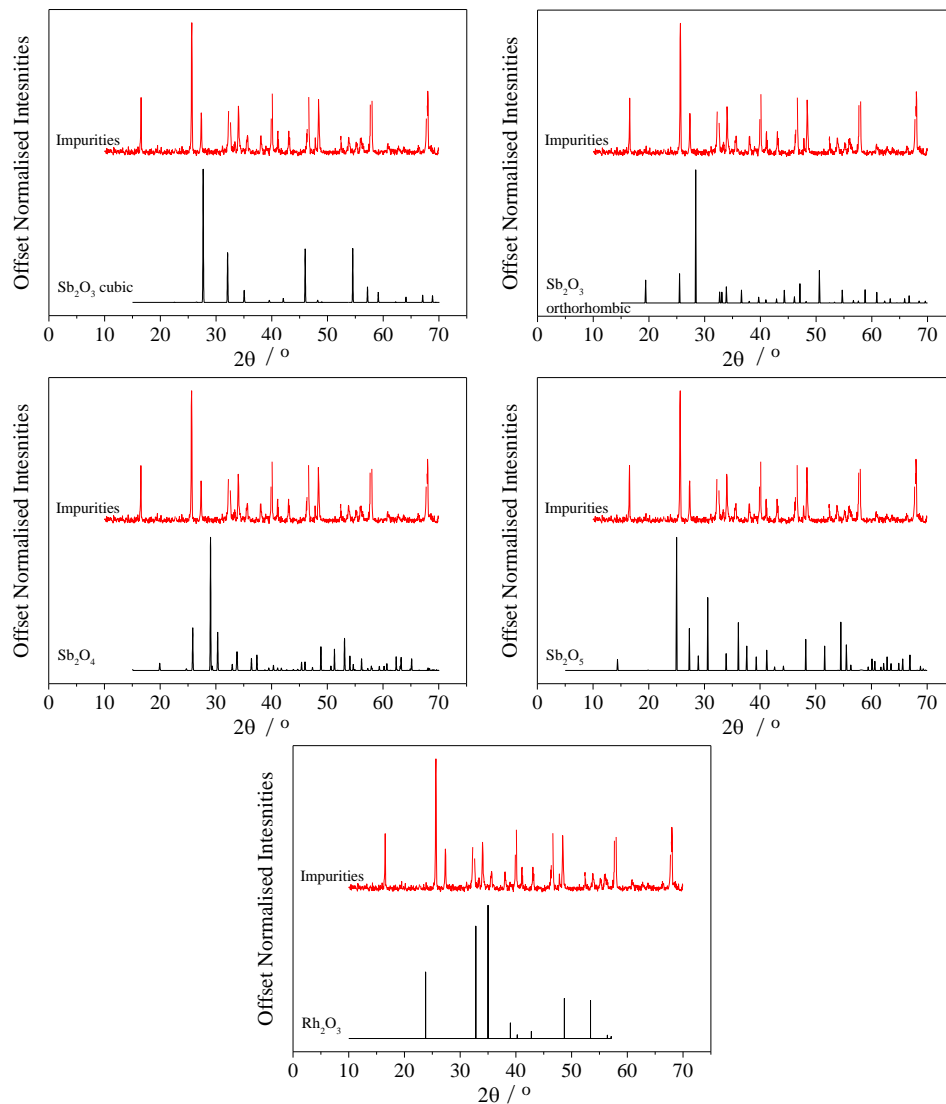 Offset Normalised Intesnities
Impurities
Sb2O3 cubic
0 10 20 30 40 50 60 70
2θ / º
Offset Normalised Intesnities
Impurities
Sb2O3
orthorhombic
0 10 20 30 40 50 60 70
2θ / º
Offset Normalised Intesnities
Impurities
Sb2O4
0 10 20 30 40 50 60 70
2θ / º
Offset Normalised Intesnities
Impurities
Sb2O5
0 10 20 30 40 50 60 70
2θ / º
Offset Normalised Intesnities
Impurities
Rh2O3
0 10 20 30 40 50 60 70
2θ / º